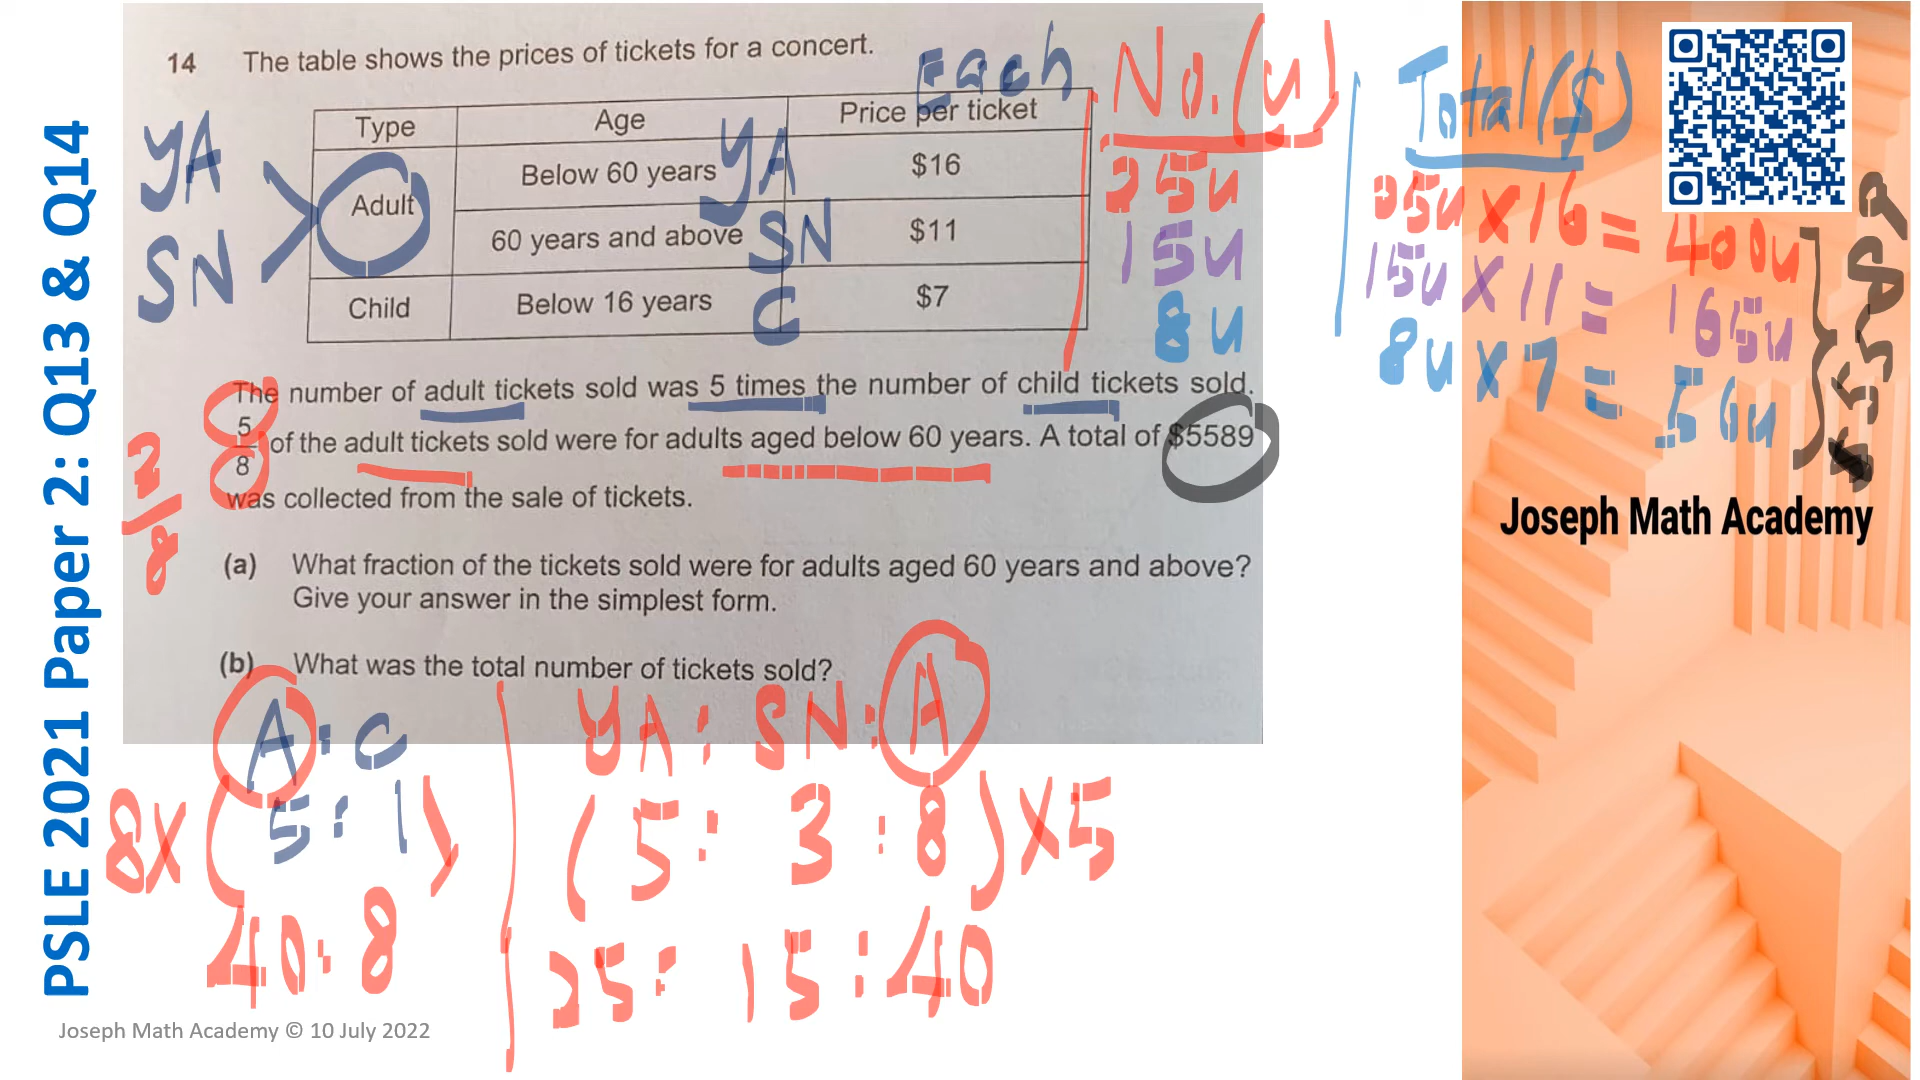 PSLE 2021 Paper 2: Q13 & Q14
14 The table shows the prices of tickets for a concert.
Each No.(u) Total($)
Type Age Price per ticket
YA
SN
Adult Below 60 years YA $16 25u 25u x 16 = 400u
60 years and above SN $11 15u 15u x 11 = 165u
Child Below 16 years C $7 8u 8u x 7 = 56u
$5589
The number of adult tickets sold was 5 times the number of child tickets sold.
5/8 of the adult tickets sold were for adults aged below 60 years. A total of $5589
was collected from the sale of tickets.
3/8
8
(a) What fraction of the tickets sold were for adults aged 60 years and above?
Give your answer in the simplest form.
(b) What was the total number of tickets sold?
A : C
8x (5 : 1)
40 : 8
YA : SN : A
(5 : 3 : 8) x5
25 : 15 : 40
Joseph Math Academy
Joseph Math Academy © 10 July 2022